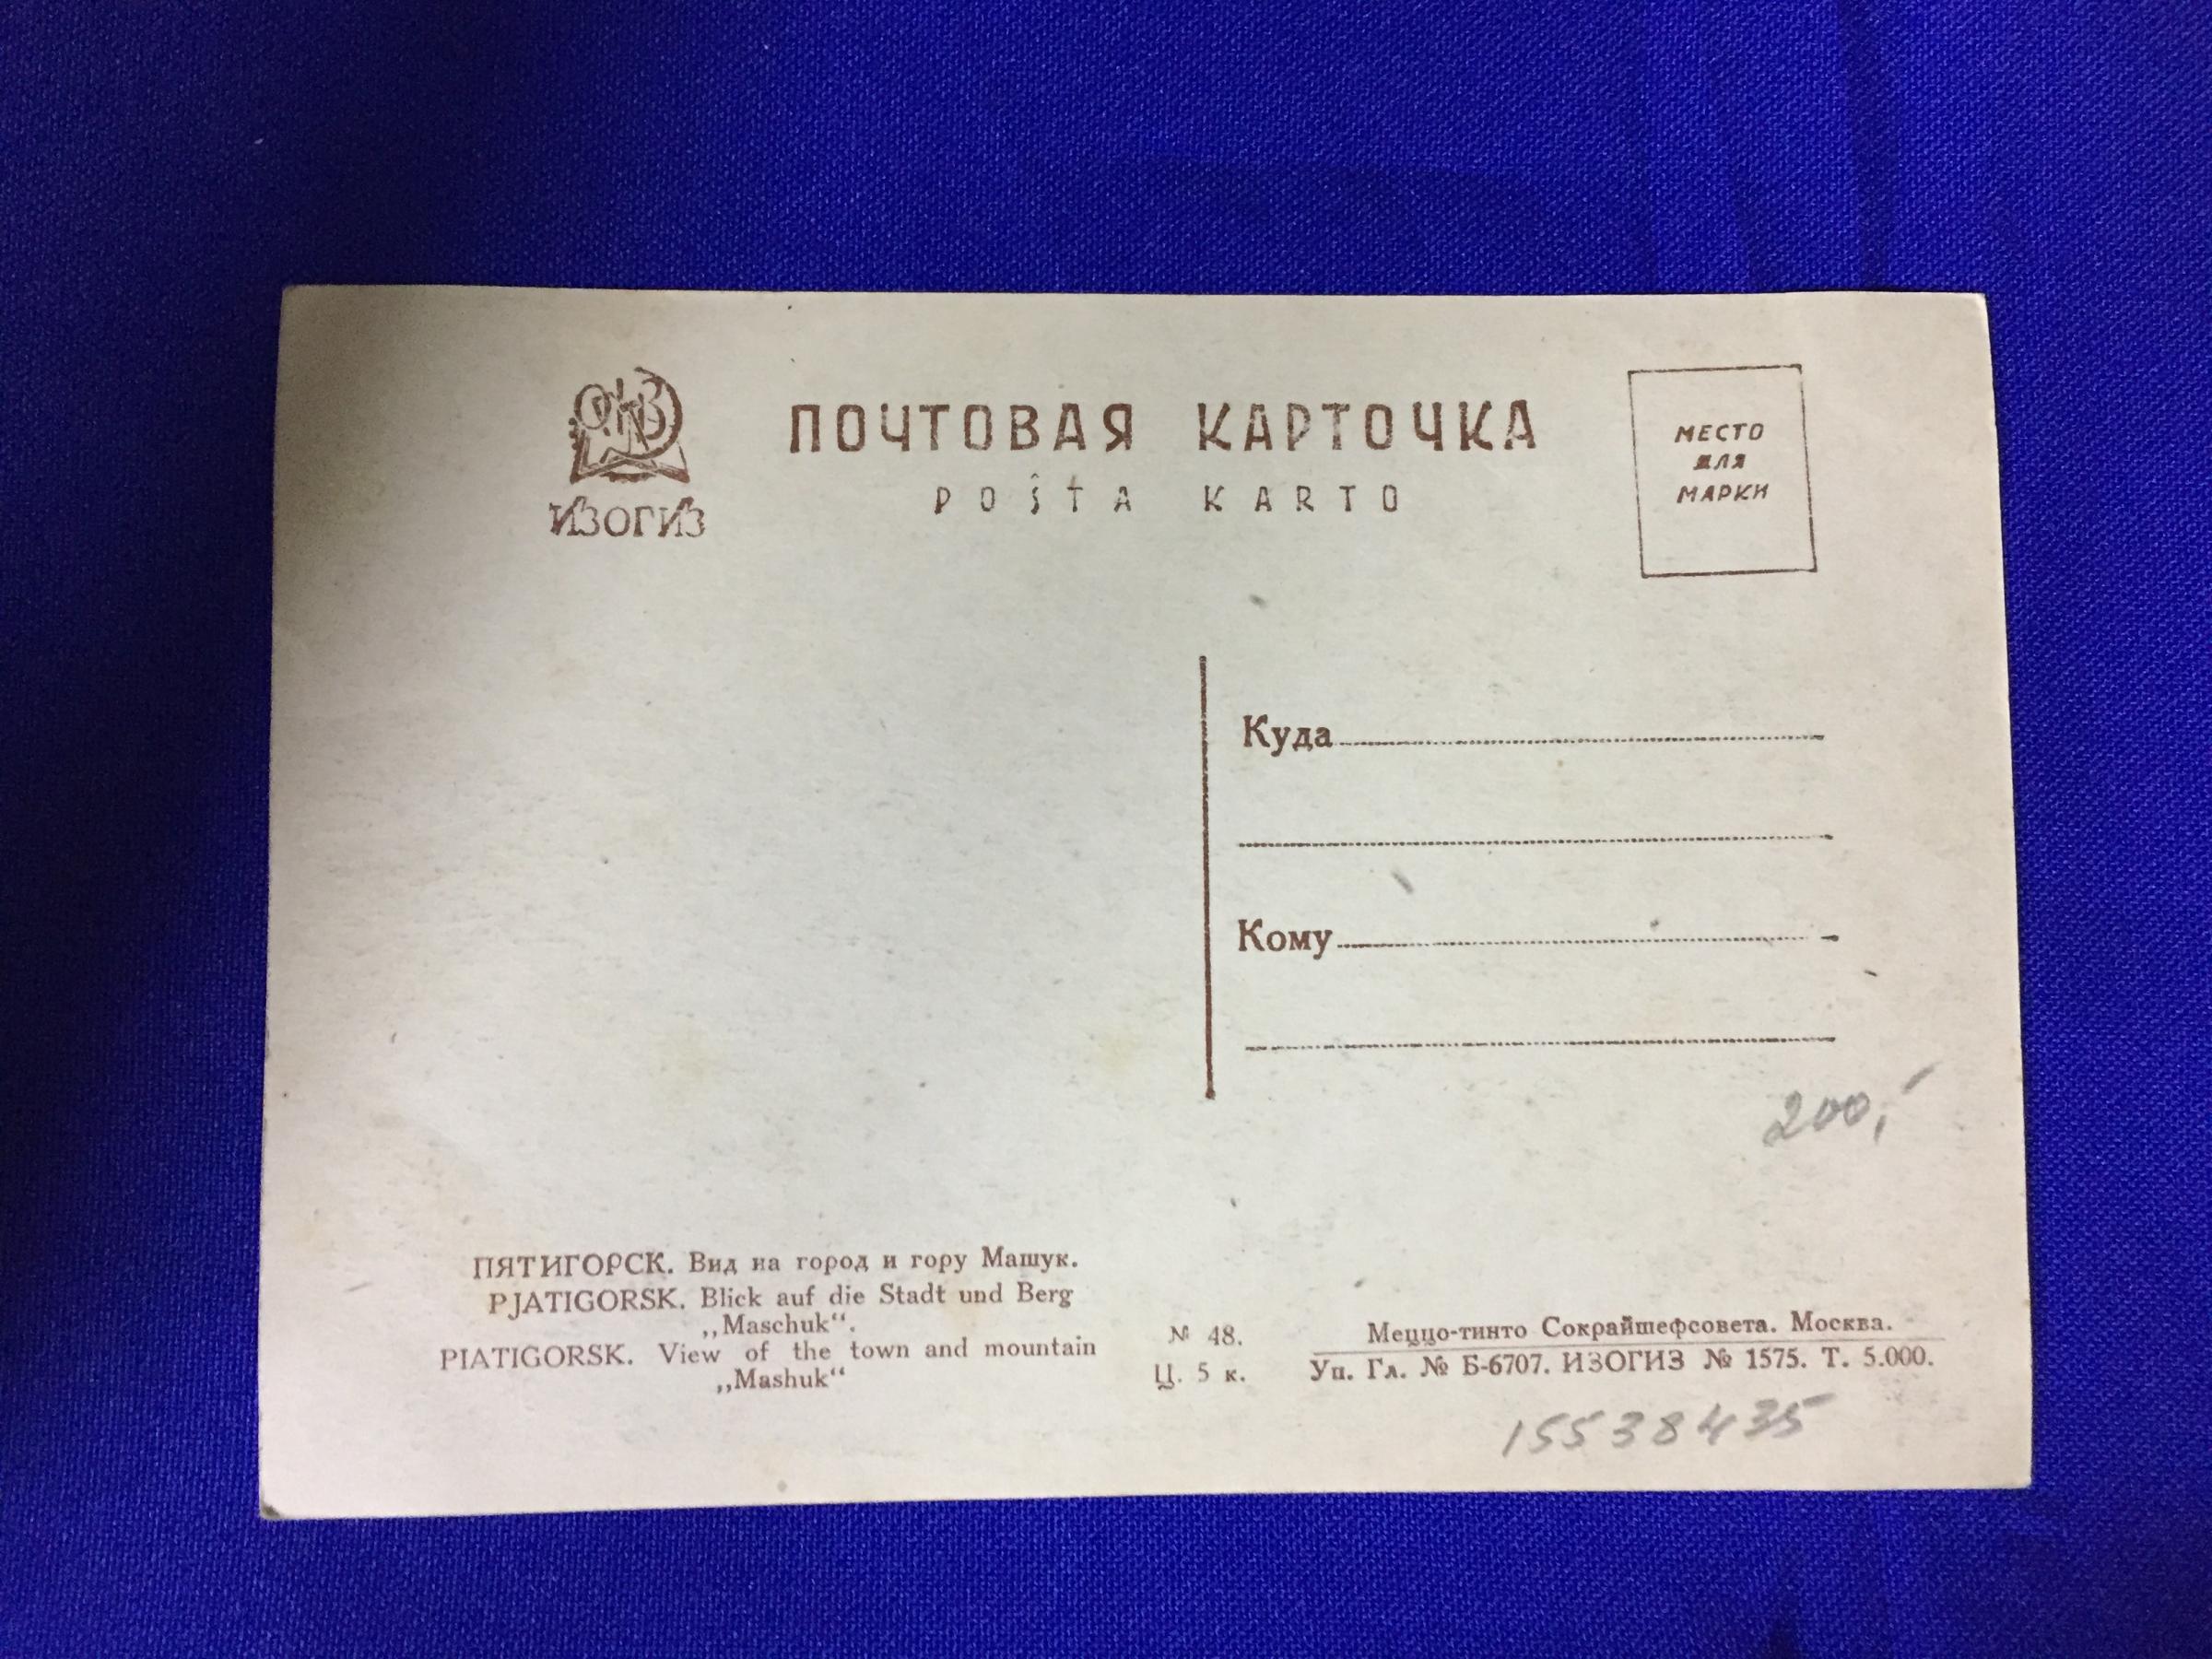 ОГИЗ
ИЗОГИЗ
ПОЧТОВАЯ КАРТОЧКА
POŜTA KARTO
МЕСТО
ДЛЯ
МАРКИ
Куда
Кому
200,-
ПЯТИГОРСК. Вид на город и гору Машук.
PJATIGORSK. Blick auf die Stadt und Berg
„Maschuk“.
PIATIGORSK. View of the town and mountain
„Mashuk“
№ 48.
Ц. 5 к.
Меццо-тинто Сокрайшефсовета. Москва.
Уп. Гл. № Б-6707. ИЗОГИЗ № 1575. Т. 5.000.
15538435